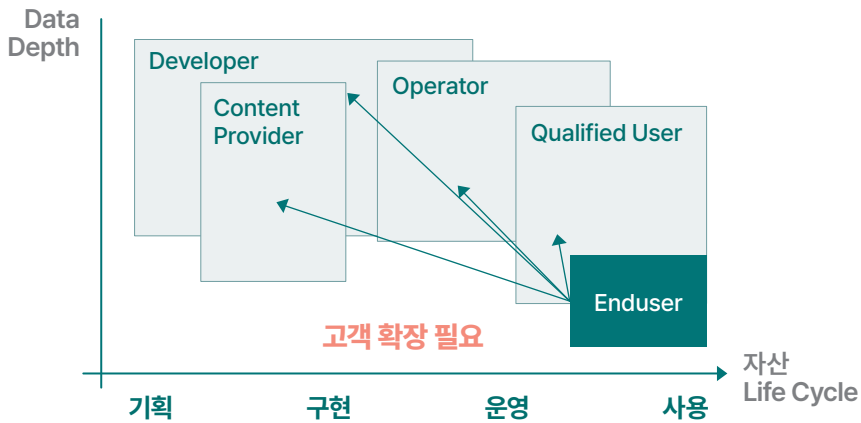 Data
Depth
Developer
Content
Provider
Operator
Qualified User
Enduser
고객 확장 필요
자산
Life Cycle
기획
구현
운영
사용